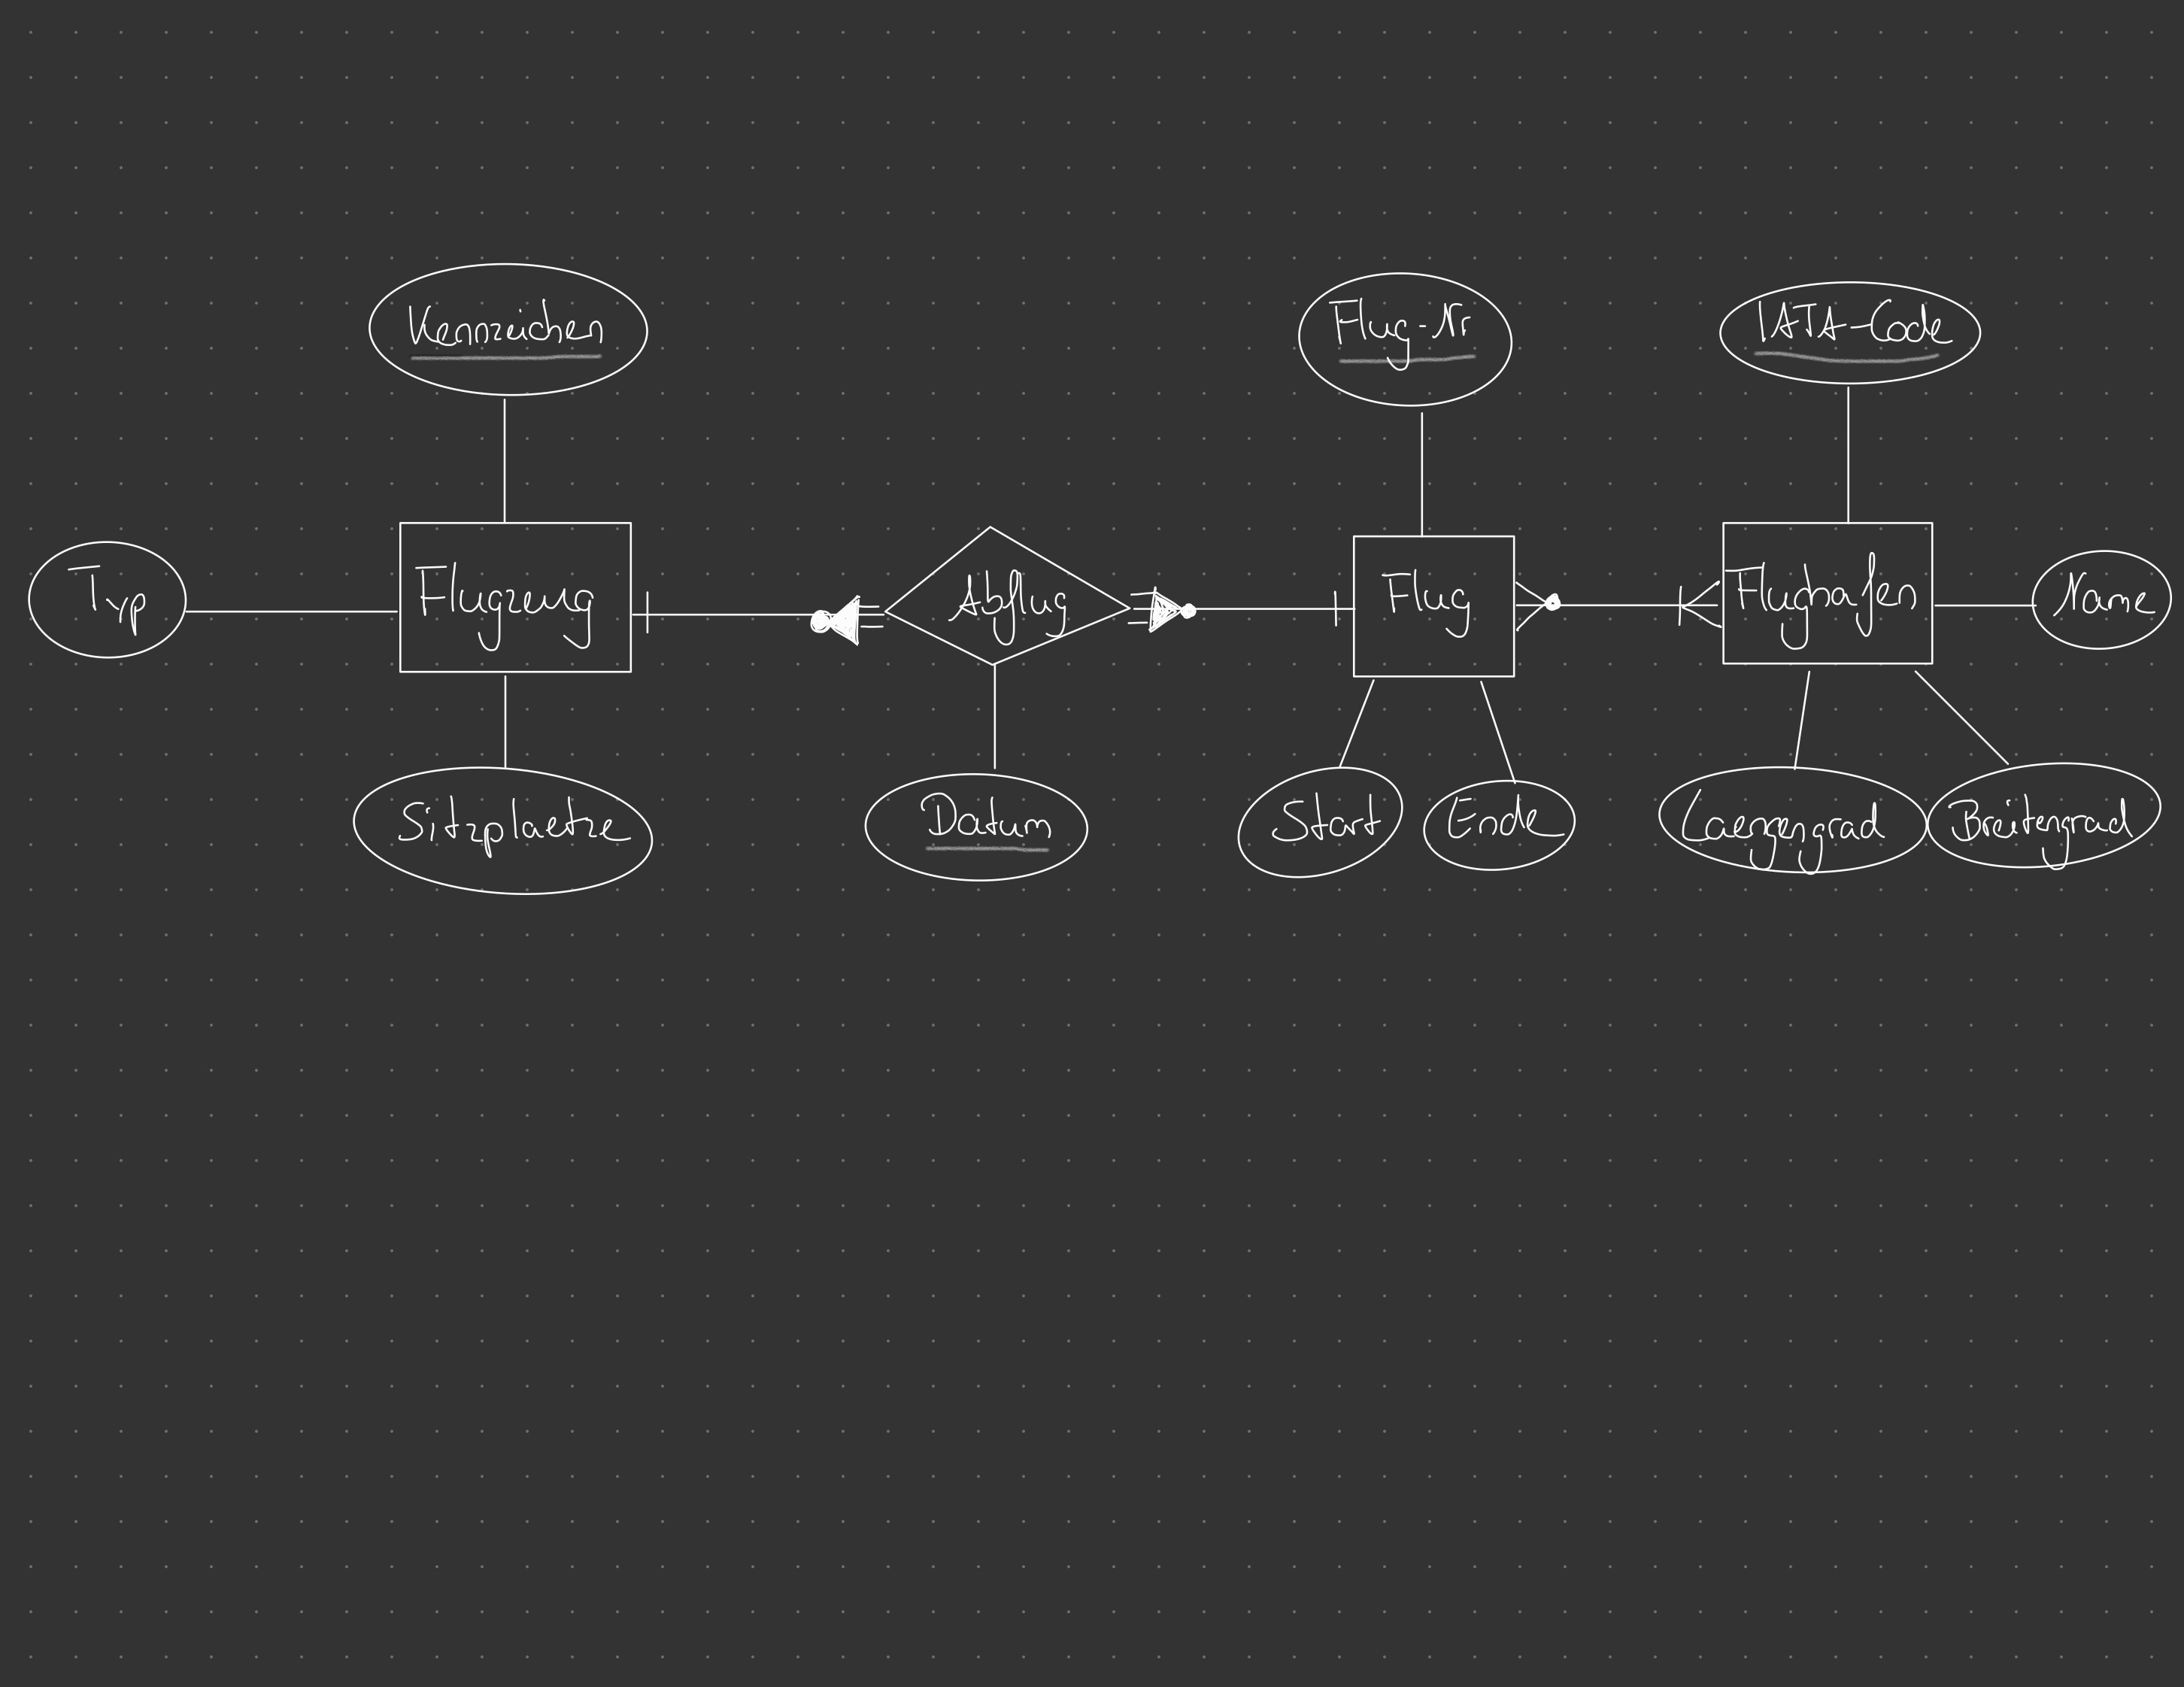 Kennzeichen
Flug-Nr
IATA-Code
Typ
Flugzeug
Abflug
Flug
Flughafen
Name
Sitzplaetze
Datum
Start
Ende
Laengengrad
Breitengrad